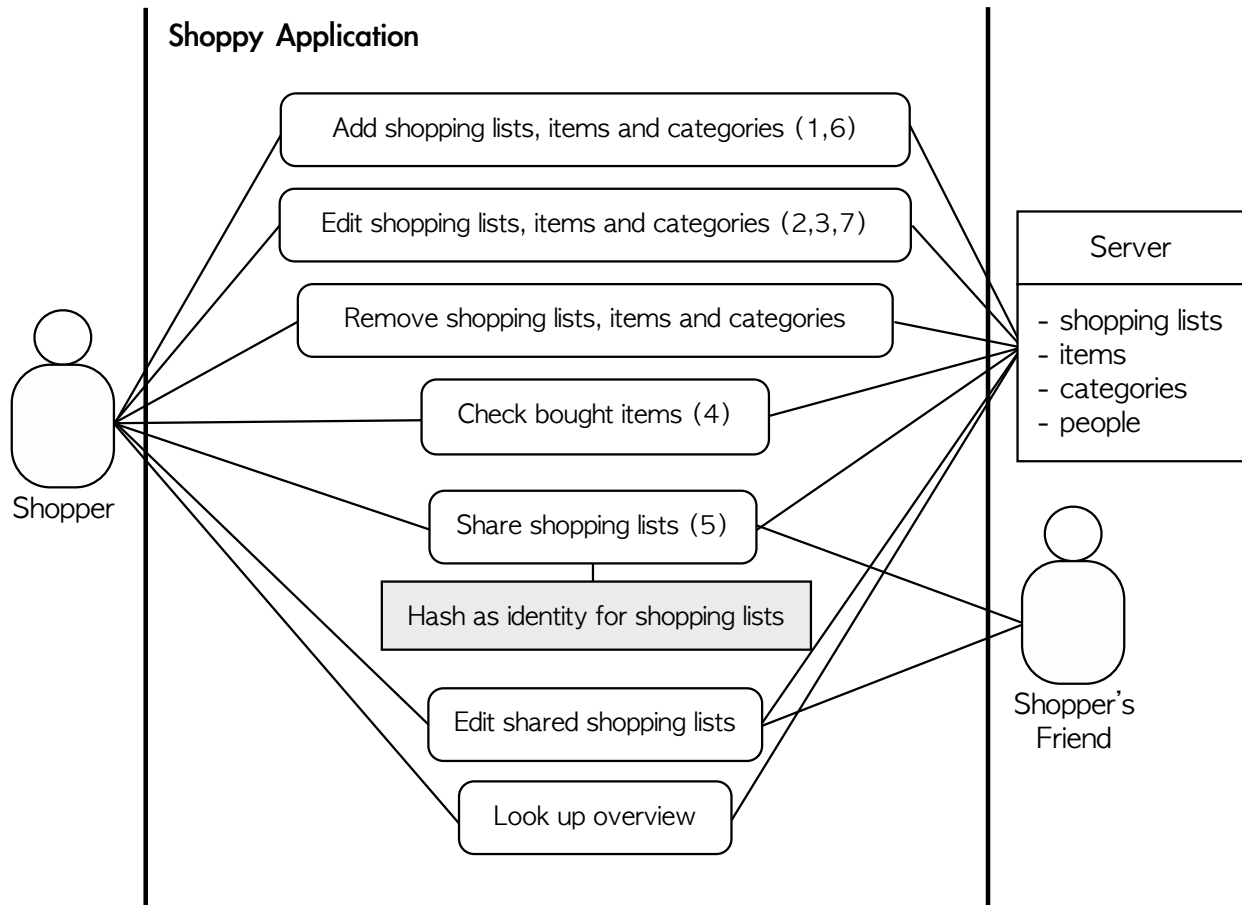 Shoppy Application
Add shopping lists, items and categories (1,6)
Edit shopping lists, items and categories (2,3,7)
Server
Remove shopping lists, items and categories
- shopping lists
- items
- categories
- people
Check bought items (4)
Shopper
Share shopping lists (5)
Hash as identity for shopping lists
Edit shared shopping lists
Shopper’s
Friend
Look up overview